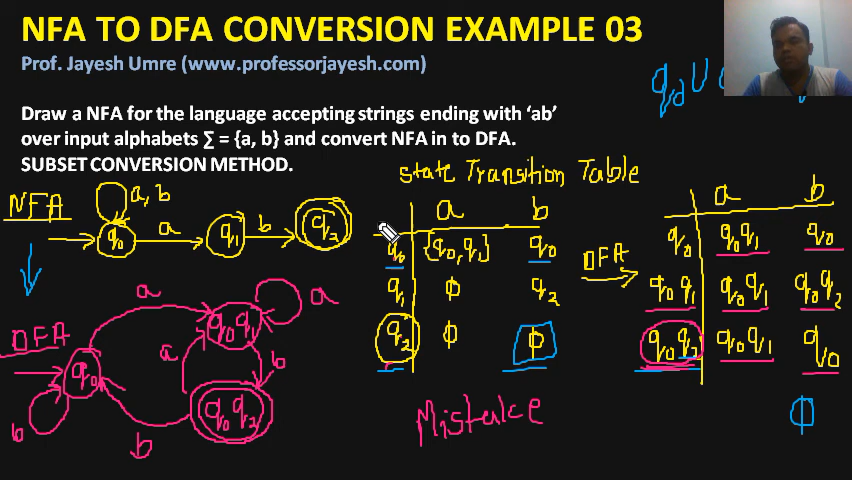 NFA TO DFA CONVERSION EXAMPLE 03
Prof. Jayesh Umre (www.professorjayesh.com)
q0 U
Draw a NFA for the language accepting strings ending with ‘ab’
over input alphabets ∑ = {a, b} and convert NFA in to DFA.
SUBSET CONVERSION METHOD.
State Transition Table
NFA
a, b
q0 a q1 b q2
a b
q0 {q0, q1} q0
q1 ϕ q2
q2 ϕ ϕ
DFA
a b
q0 q0q1 q0
q0q1 q0q1 q0q2
q0q2 q0q1 q0
ϕ
DFA
a
q0q1 a
q0
a b
q0q2
b
b
Mistake